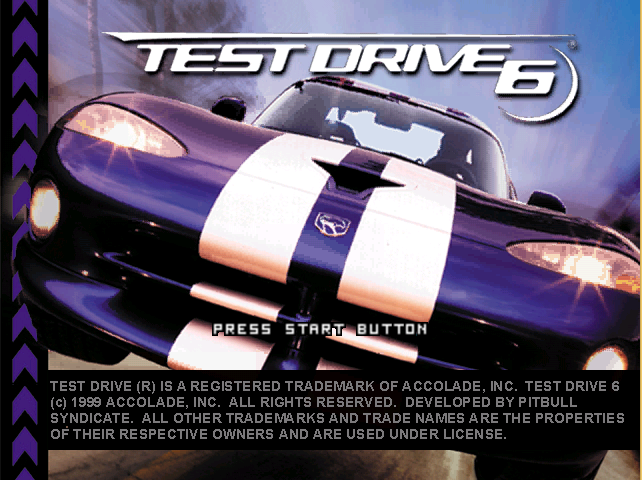 TEST DRIVE 6
PRESS START BUTTON
TEST DRIVE (R) IS A REGISTERED TRADEMARK OF ACCOLADE, INC. TEST DRIVE 6
(c) 1999 ACCOLADE, INC. ALL RIGHTS RESERVED. DEVELOPED BY PITBULL
SYNDICATE. ALL OTHER TRADEMARKS AND TRADE NAMES ARE THE PROPERTIES
OF THEIR RESPECTIVE OWNERS AND ARE USED UNDER LICENSE.